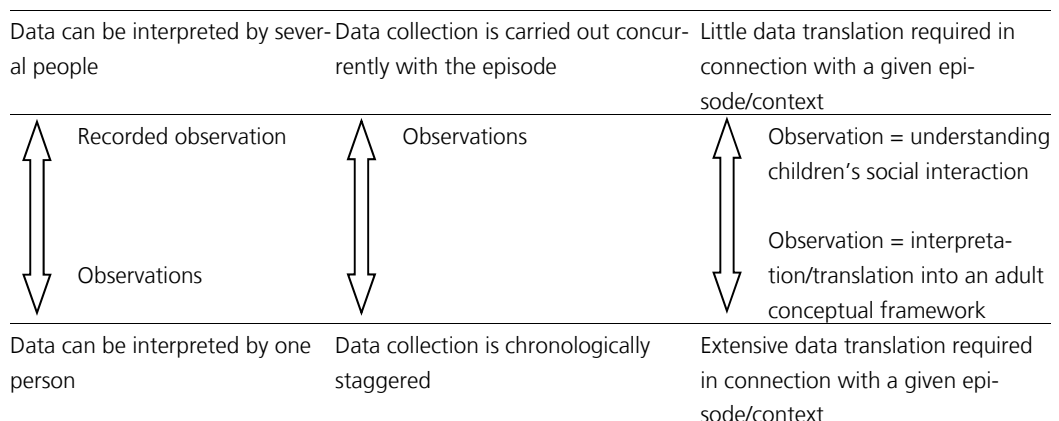 Data can be interpreted by sever-
al people
Data collection is carried out concur-
rently with the episode
Little data translation required in
connection with a given epi-
sode/context
Recorded observation
Observations
Observations
Observation = understanding
children’s social interaction
Observation = interpreta-
tion/translation into an adult
conceptual framework
Data can be interpreted by one
person
Data collection is chronologically
staggered
Extensive data translation required
in connection with a given epi-
sode/context